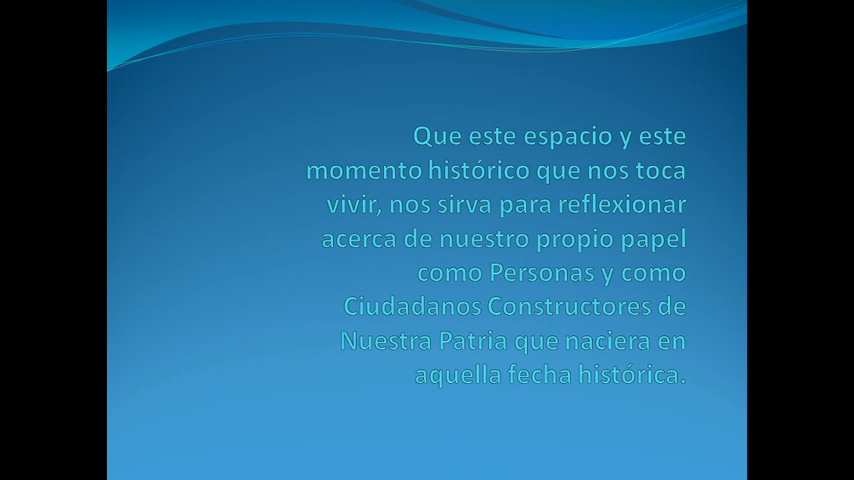 Que este espacio y este
momento histórico que nos toca
vivir, nos sirva para reflexionar
acerca de nuestro propio papel
como Personas y como
Ciudadanos Constructores de
Nuestra Patria que naciera en
aquella fecha histórica.